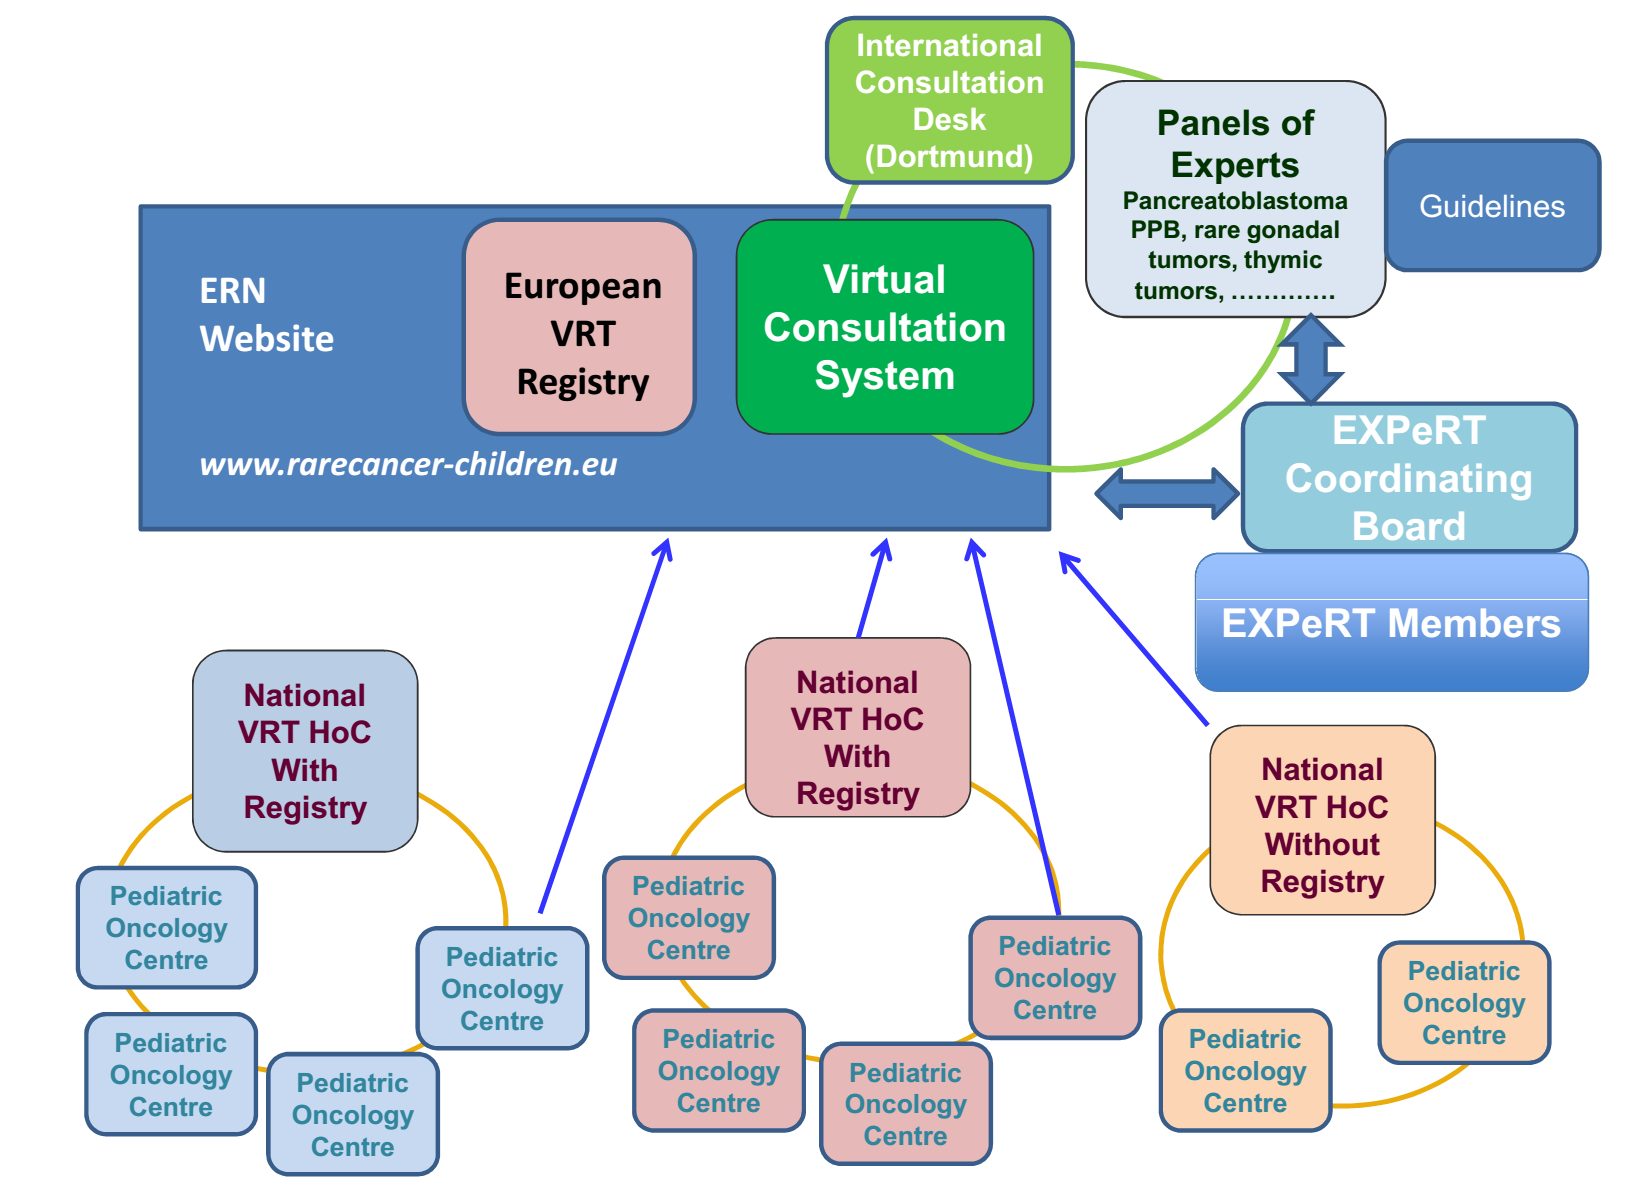 International
Consultation
Desk
(Dortmund)
Panels of
Experts
Pancreatoblastoma
PPB, rare gonadal
tumors, thymic
tumors, ………….
Guidelines
ERN
Website
www.rarecancer-children.eu
European
VRT
Registry
Virtual
Consultation
System
EXPeRT
Coordinating
Board
EXPeRT Members
National
VRT HoC
With
Registry
Pediatric
Oncology
Centre
Pediatric
Oncology
Centre
Pediatric
Oncology
Centre
Pediatric
Oncology
Centre
National
VRT HoC
With
Registry
Pediatric
Oncology
Centre
Pediatric
Oncology
Centre
Pediatric
Oncology
Centre
Pediatric
Oncology
Centre
National
VRT HoC
Without
Registry
Pediatric
Oncology
Centre
Pediatric
Oncology
Centre